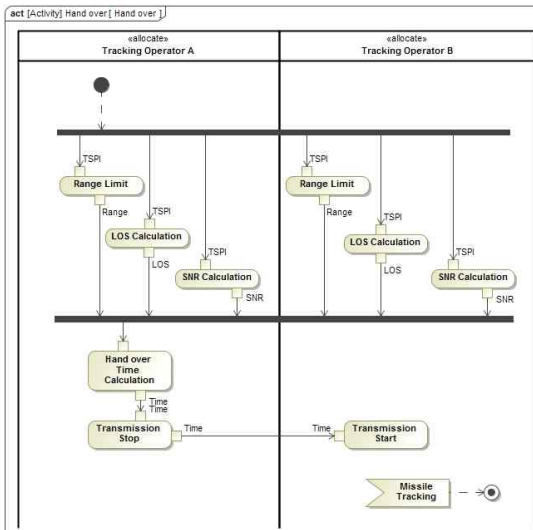 act [Activity] Hand over [ Hand over ]
«allocate»
Tracking Operator A
«allocate»
Tracking Operator B
TSPI
Range Limit
Range
TSPI
LOS Calculation
LOS
TSPI
SNR Calculation
SNR
TSPI
Range Limit
Range
TSPI
LOS Calculation
LOS
TSPI
SNR Calculation
SNR
Hand over
Time
Calculation
Time
Time
Transmission
Stop
Time
Time
Transmission
Start
Missile
Tracking